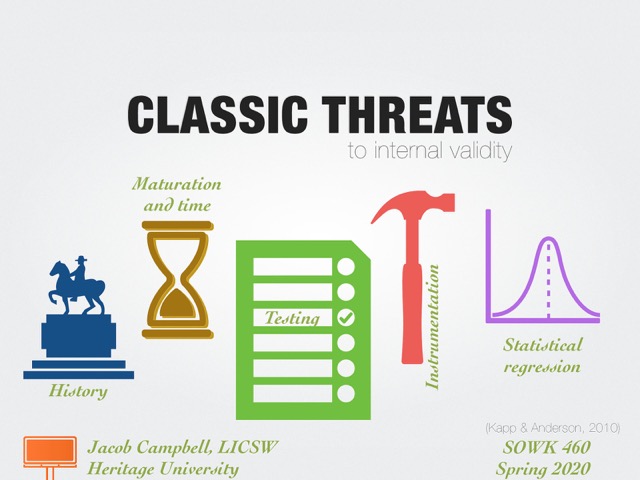 CLASSIC THREATS
to internal validity
Maturation
and time
History
Testing
Instrumentation
Statistical
regression
(Kapp & Anderson, 2010)
Jacob Campbell, LICSW
Heritage University
SOWK 460
Spring 2020